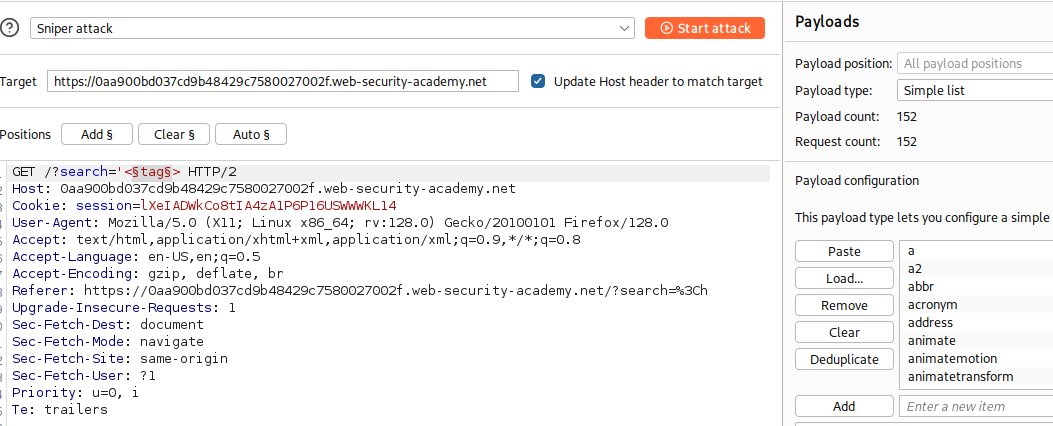 ? Sniper attack Start attack
Target https://0aa900bd037cd9b48429c7580027002f.web-security-academy.net Update Host header to match target
Positions Add § Clear § Auto §
GET /?search='<§tag§> HTTP/2
Host: 0aa900bd037cd9b48429c7580027002f.web-security-academy.net
Cookie: session=lXeIADWkCo8tIA4zA1P6P16USWWWKL14
User-Agent: Mozilla/5.0 (X11; Linux x86_64; rv:128.0) Gecko/20100101 Firefox/128.0
Accept: text/html,application/xhtml+xml,application/xml;q=0.9,*/*;q=0.8
Accept-Language: en-US,en;q=0.5
Accept-Encoding: gzip, deflate, br
Referer: https://0aa900bd037cd9b48429c7580027002f.web-security-academy.net/?search=%3Ch
Upgrade-Insecure-Requests: 1
Sec-Fetch-Dest: document
Sec-Fetch-Mode: navigate
Sec-Fetch-Site: same-origin
Sec-Fetch-User: ?1
Priority: u=0, i
Te: trailers
Payloads
Payload position: All payload positions
Payload type: Simple list
Payload count: 152
Request count: 152
Payload configuration
This payload type lets you configure a simple
Paste
Load...
Remove
Clear
Deduplicate
a
a2
abbr
acronym
address
animate
animatemotion
animatetransform
Add Enter a new item